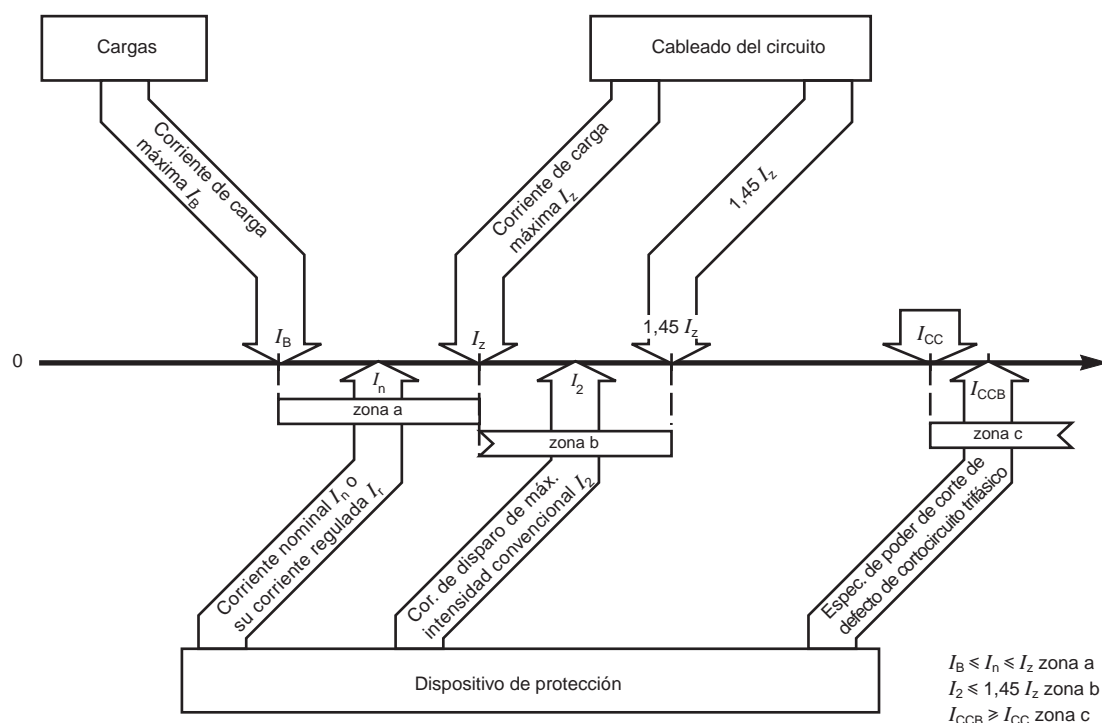 Cargas
Cableado del circuito
Corriente de carga
máxima I_B
Corriente de carga
máxima I_z
1,45 I_z
I_B
I_z
1,45 I_z
I_CC
0
I_n
I_2
I_CCB
zona a
zona b
zona c
Corriente nominal I_n o
su corriente regulada I_r
Cor. de disparo de máx.
intensidad convencional I_2
Espec. de poder de corte de
defecto de cortocircuito trifásico
Dispositivo de protección
I_B ⩽ I_n ⩽ I_z zona a
I_2 ⩽ 1,45 I_z zona b
I_CCB ⩾ I_CC zona c